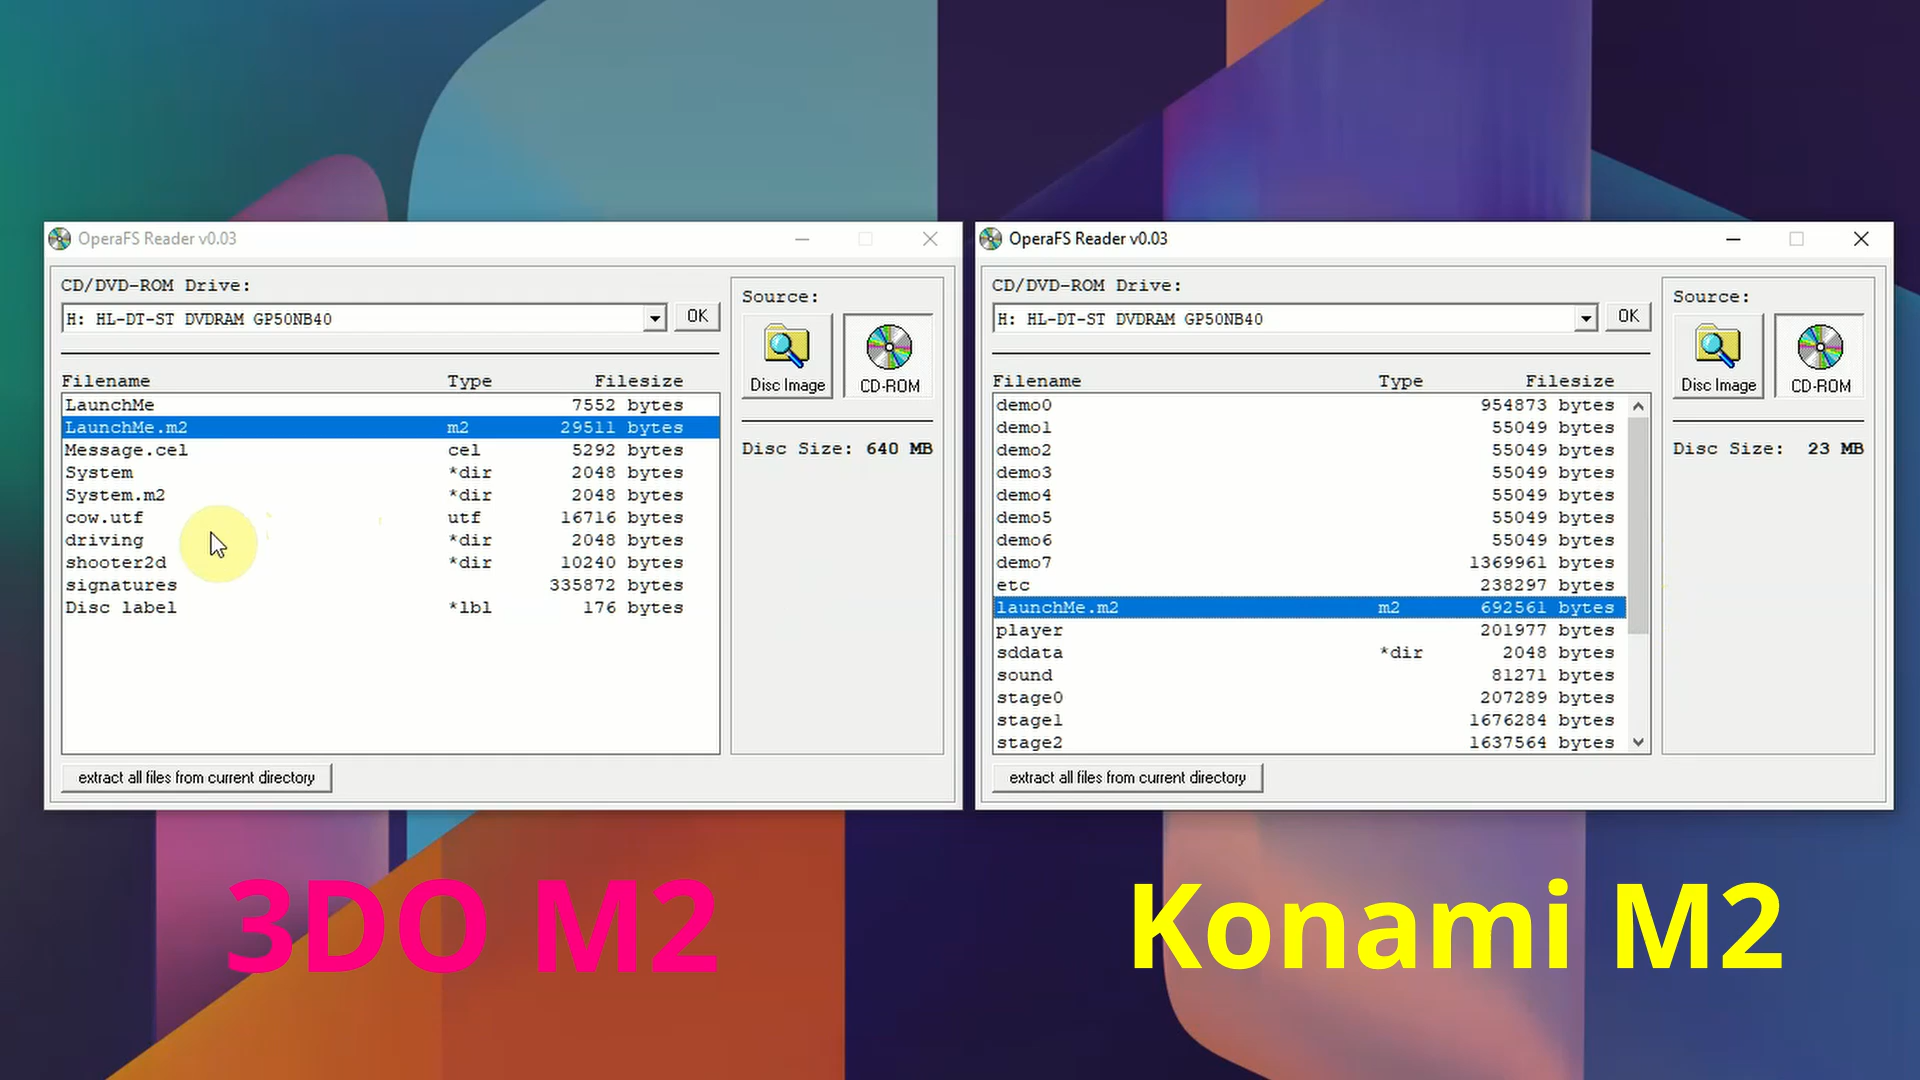 OperaFS Reader v0.03
CD/DVD-ROM Drive:
H: HL-DT-ST DVDRAM GP50NB40
OK
Source:
Disc Image
CD-ROM
Disc Size: 640 MB
Filename Type Filesize
LaunchMe 7552 bytes
LaunchMe.m2 m2 29511 bytes
Message.cel cel 5292 bytes
System *dir 2048 bytes
System.m2 *dir 2048 bytes
cow.utf utf 16716 bytes
driving *dir 2048 bytes
shooter2d *dir 10240 bytes
signatures 335872 bytes
Disc label *lbl 176 bytes
extract all files from current directory
OperaFS Reader v0.03
CD/DVD-ROM Drive:
H: HL-DT-ST DVDRAM GP50NB40
OK
Source:
Disc Image
CD-ROM
Disc Size: 23 MB
Filename Type Filesize
demo0 954873 bytes
demo1 55049 bytes
demo2 55049 bytes
demo3 55049 bytes
demo4 55049 bytes
demo5 55049 bytes
demo6 55049 bytes
demo7 1369961 bytes
etc 238297 bytes
launchMe.m2 m2 692561 bytes
player 201977 bytes
sddata *dir 2048 bytes
sound 81271 bytes
stage0 207289 bytes
stage1 1676284 bytes
stage2 1637564 bytes
extract all files from current directory
3DO M2
Konami M2